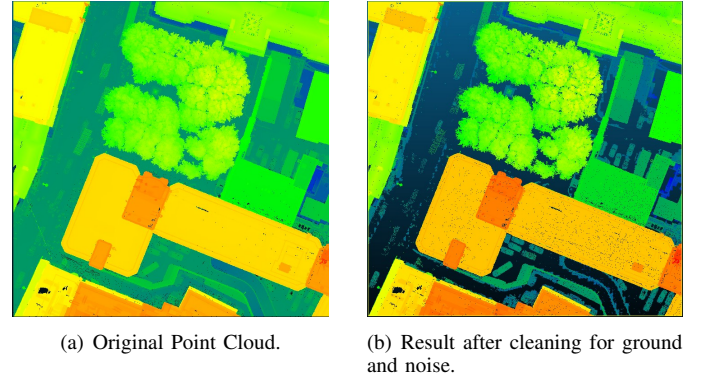 (a) Original Point Cloud.
(b) Result after cleaning for ground
and noise.